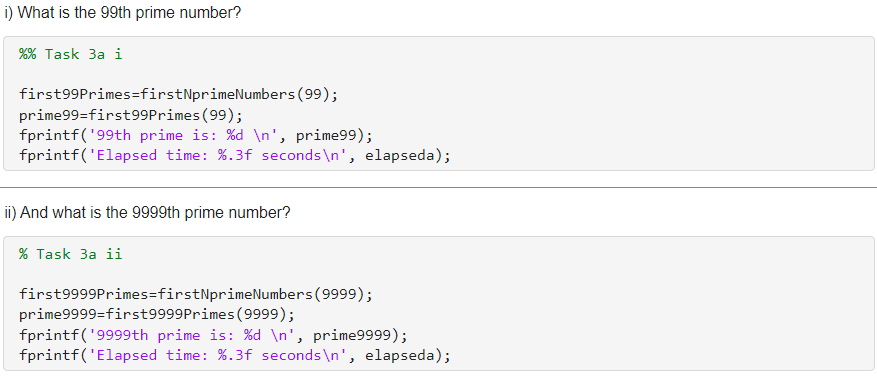 i) What is the 99th prime number?
%% Task 3a i
first99Primes=firstNprimeNumbers(99);
prime99=first99Primes(99);
fprintf('99th prime is: %d \n', prime99);
fprintf('Elapsed time: %.3f seconds\n', elapseda);
ii) And what is the 9999th prime number?
% Task 3a ii
first9999Primes=firstNprimeNumbers(9999);
prime9999=first9999Primes(9999);
fprintf('9999th prime is: %d \n', prime9999);
fprintf('Elapsed time: %.3f seconds\n', elapseda);